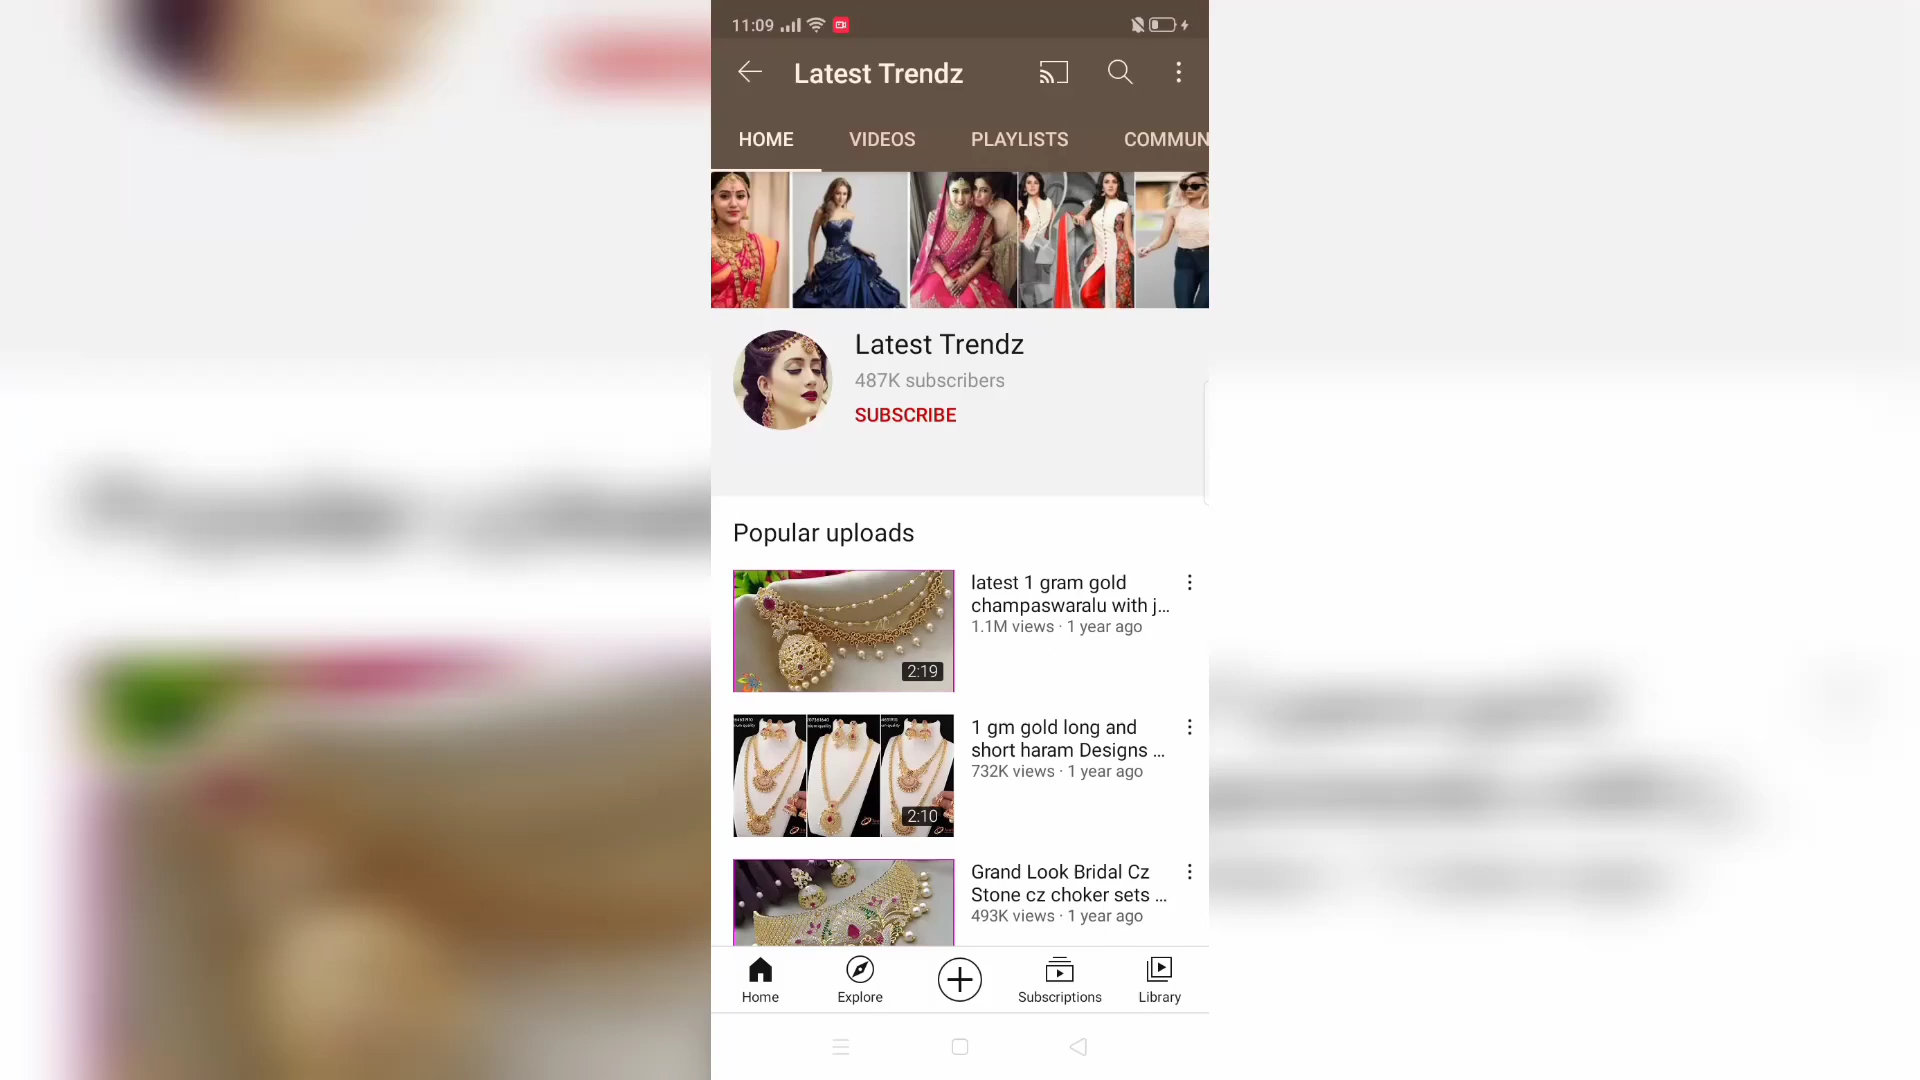 11:09
Latest Trendz
HOME VIDEOS PLAYLISTS COMMUN
Latest Trendz
487K subscribers
SUBSCRIBE
Popular uploads
latest 1 gram gold
champaswaralu with j...
1.1M views · 1 year ago
2:19
1 gm gold long and
short haram Designs ...
732K views · 1 year ago
2:10
Grand Look Bridal Cz
Stone cz choker sets ...
493K views · 1 year ago
Home Explore Subscriptions Library